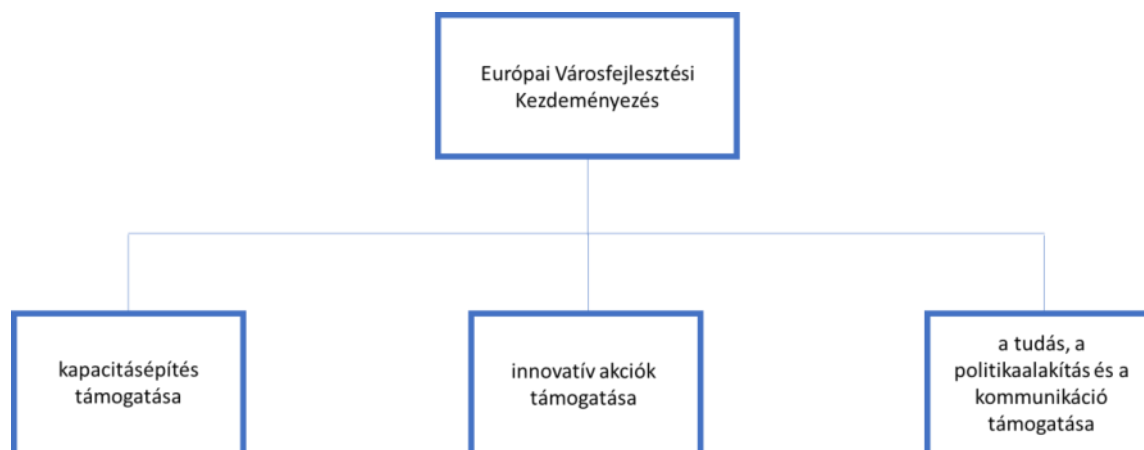 Európai Városfejlesztési
Kezdeményezés
kapacitásépítés
támogatása
innovatív akciók
támogatása
a tudás, a
politikaalakítás és a
kommunikáció
támogatása